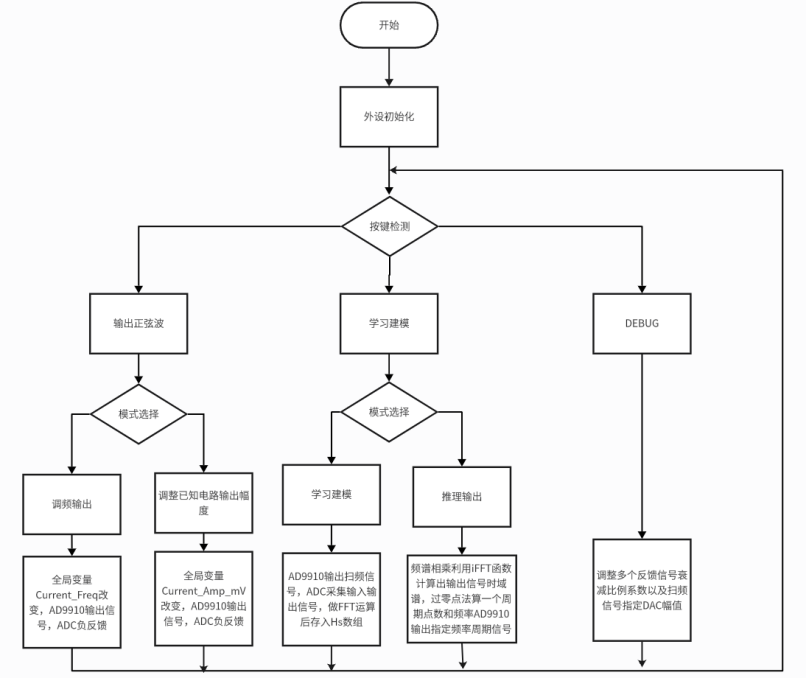 开始
外设初始化
按键检测
输出正弦波
学习建模
DEBUG
模式选择
模式选择
调频输出
调整已知电路输出幅
度
学习建模
推理输出
全局变量
Current_Freq改
变，AD9910输出信
号，ADC负反馈
全局变量
Current_Amp_mV
改变，AD9910输出
信号，ADC负反馈
AD9910输出扫频信
号，ADC采集输入输
出信号，做FFT运算
后存入Hs数组
频谱相乘利用iFFT函数
计算出输出信号时域
谱，过零点法算一个周
期点数和频率AD9910
输出指定频率周期信号
调整多个反馈信号衰
减比例系数以及扫频
信号指定DAC幅值